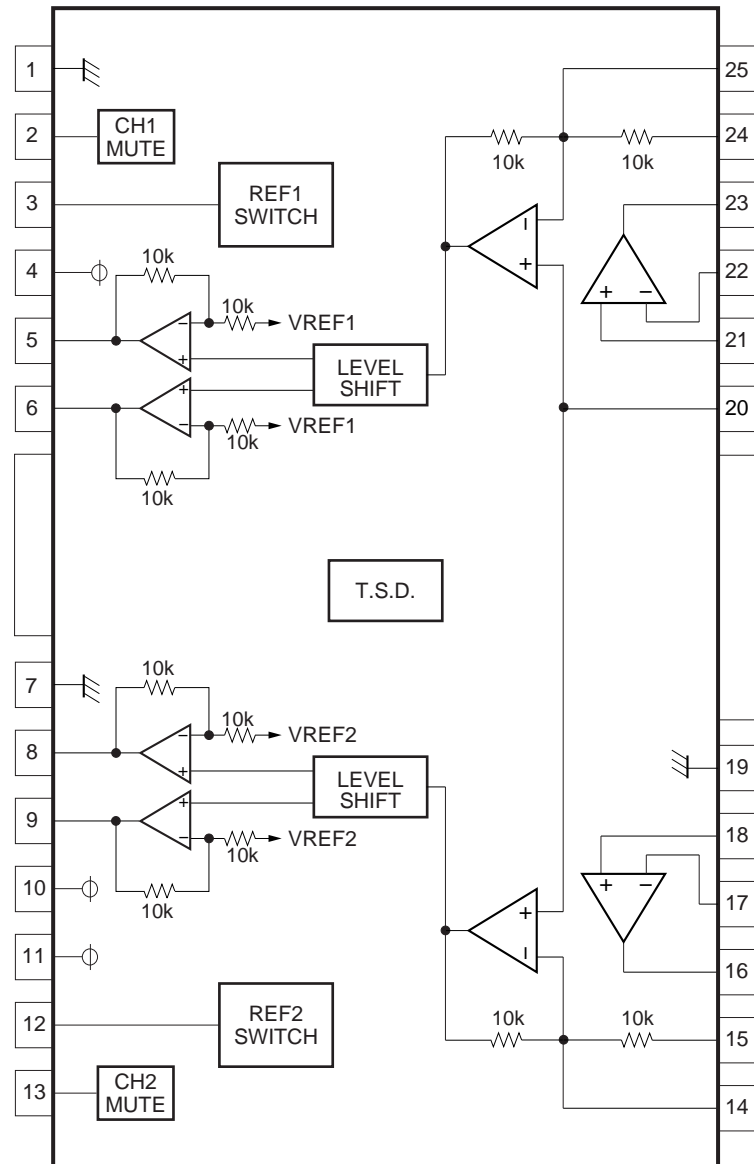 1
25
2
CH1
MUTE
10k
10k
24
3
REF1
SWITCH
23
4
10k
10k
VREF1
−
+
+
−
22
5
−
+
LEVEL
SHIFT
21
6
+
−
VREF1
10k
10k
20
T.S.D.
7
10k
10k
VREF2
8
−
+
LEVEL
SHIFT
19
9
+
−
VREF2
10k
10k
18
10
+
−
+
−
17
11
16
12
REF2
SWITCH
10k
10k
15
13
CH2
MUTE
14